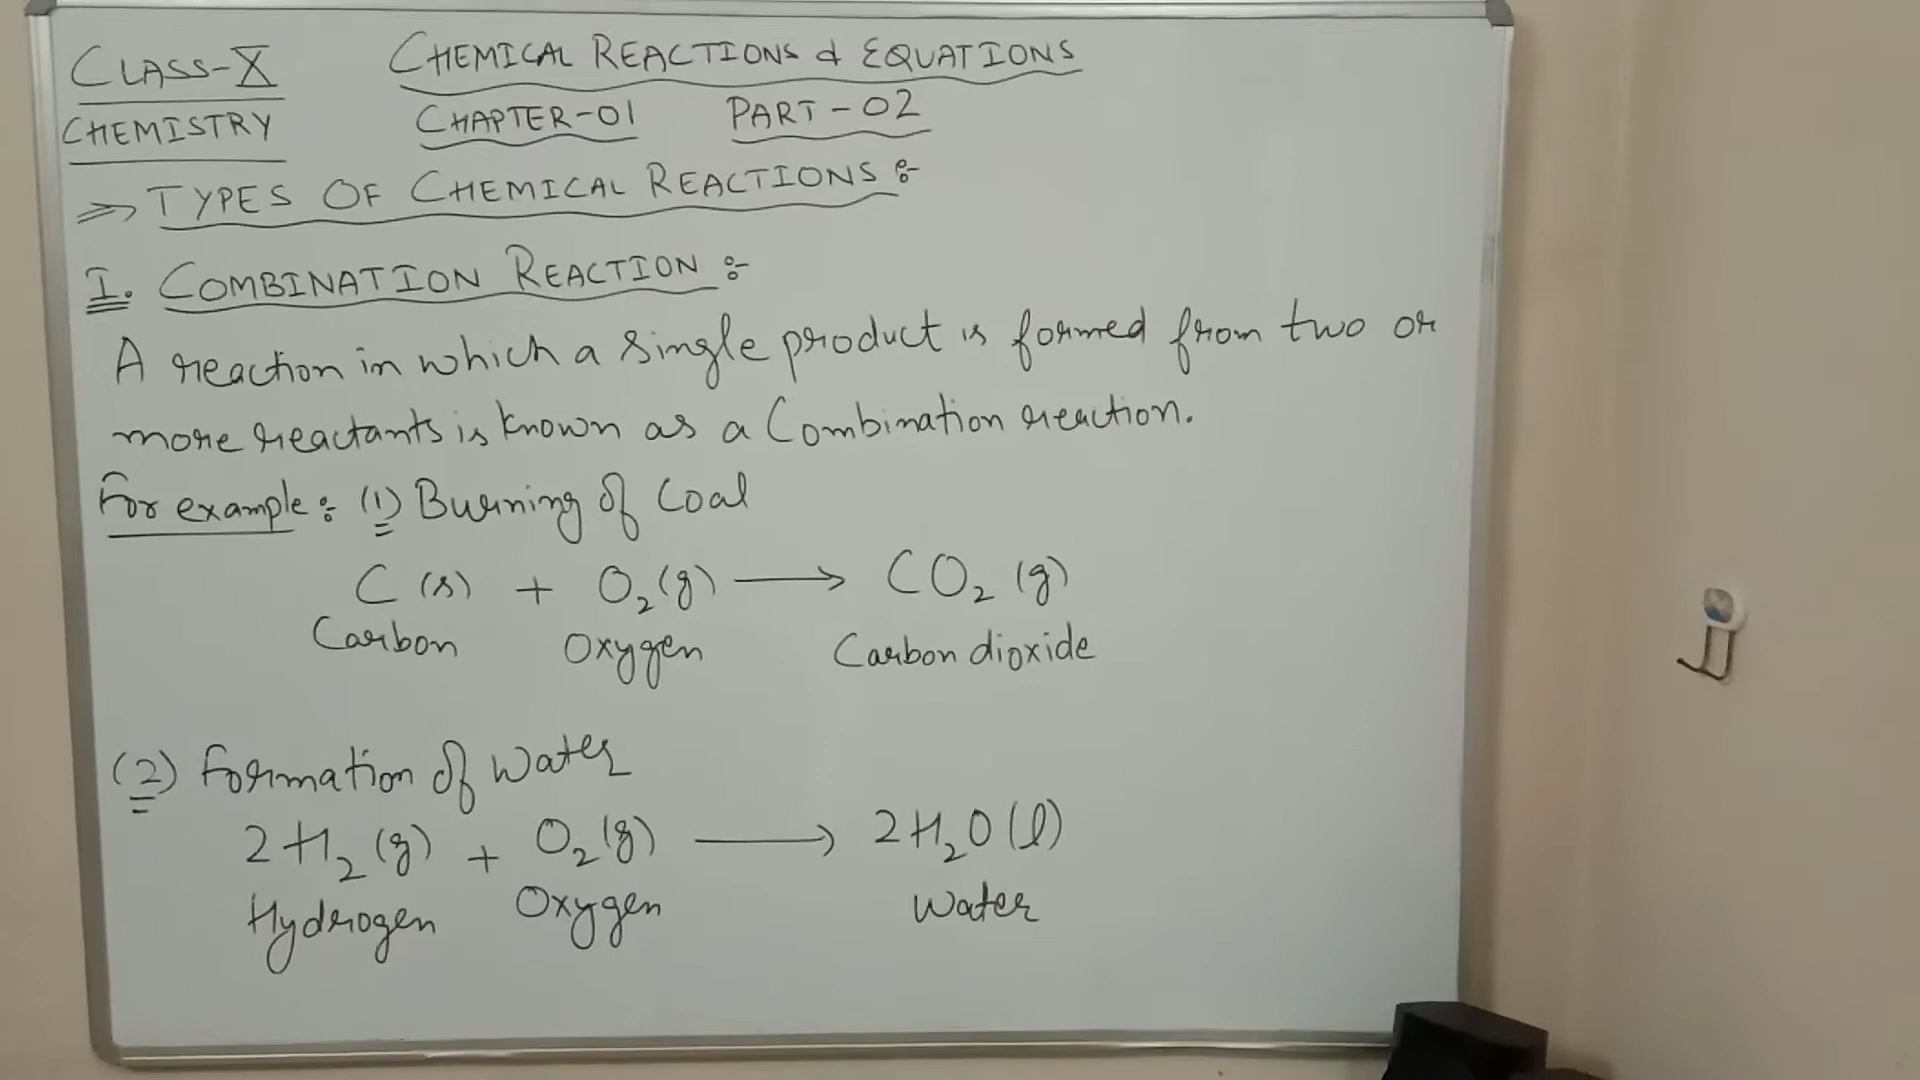 CLASS-X CHEMICAL REACTIONS & EQUATIONS
CHEMISTRY CHAPTER-01 PART-02
⇒ TYPES OF CHEMICAL REACTIONS :-
I. COMBINATION REACTION :-
A reaction in which a single product is formed from two or
more reactants is known as a Combination reaction.
For example: (1) Burning of Coal
C (s) + O₂ (g) ⟶ CO₂ (g)
Carbon Oxygen Carbon dioxide
(2) Formation of Water
2H₂ (g) + O₂ (g) ⟶ 2H₂O (l)
Hydrogen Oxygen Water